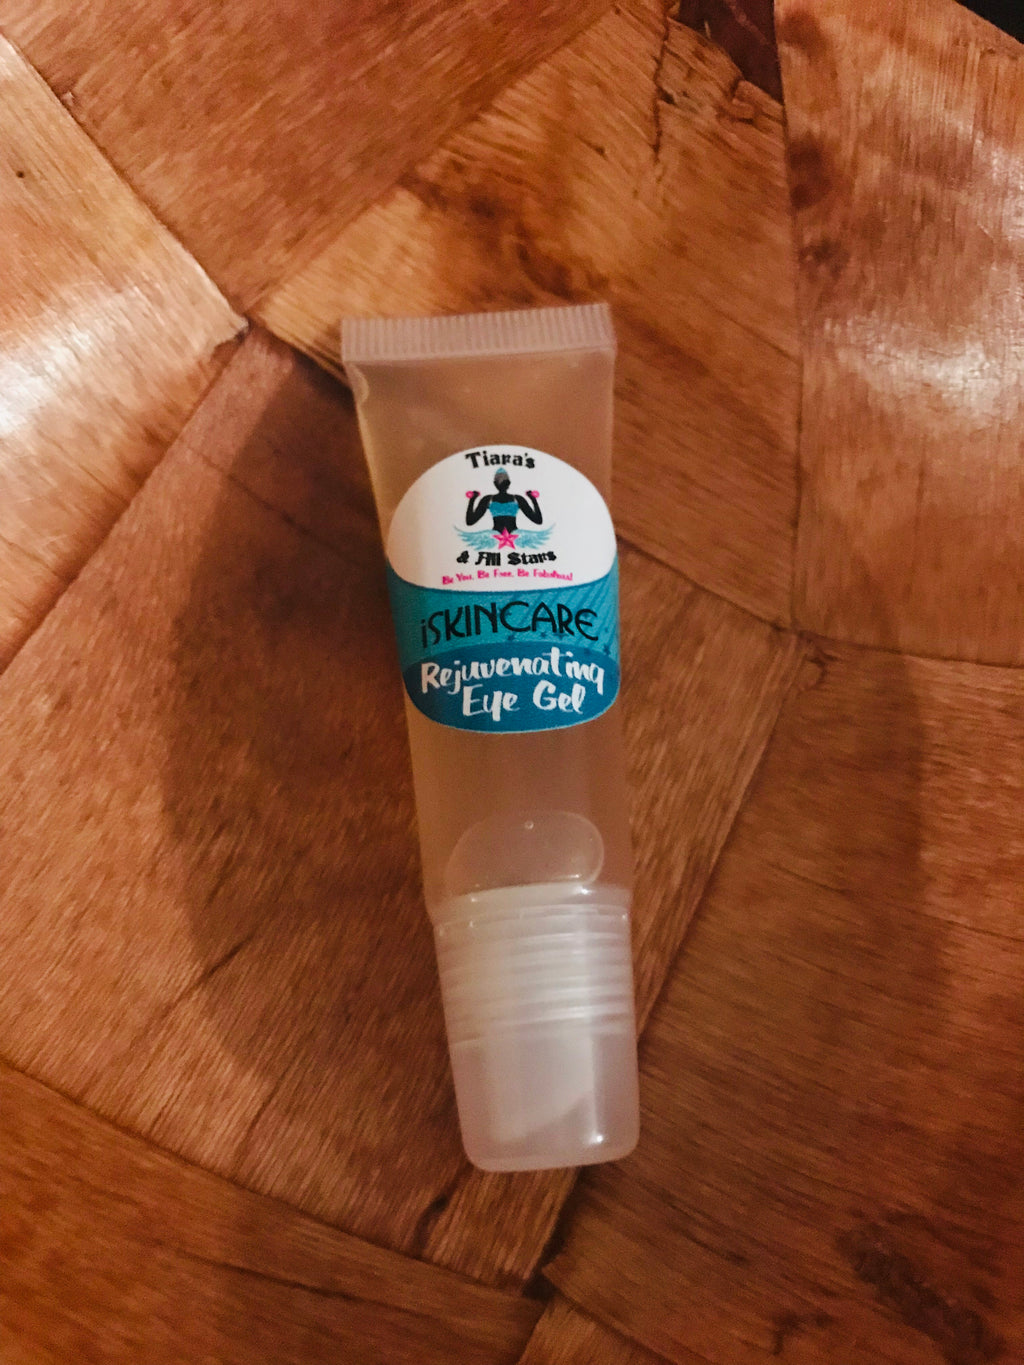 Tiara's
& All Stars
Be You, Be Free, Be Fabulous!
iSKINCARE
Rejuvenating
Eye Gel